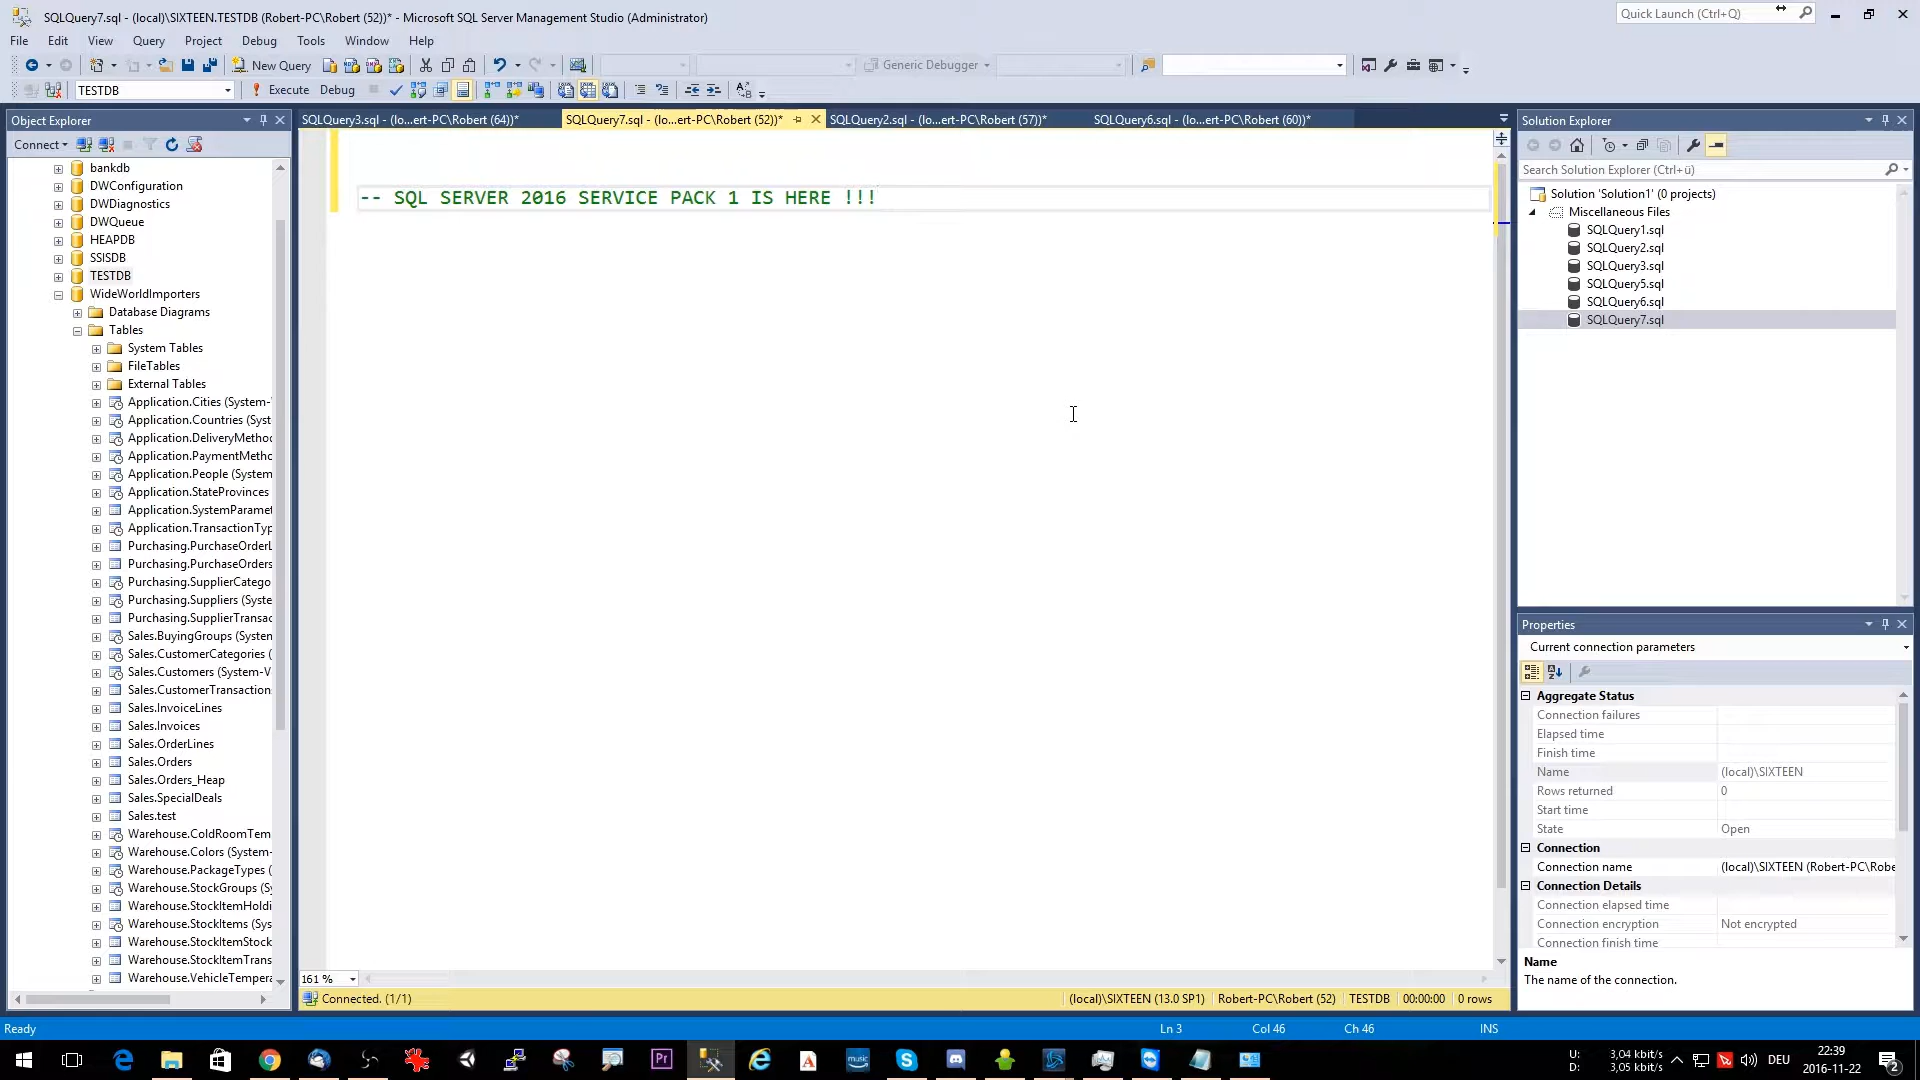 SQLQuery7.sql - (local)\SIXTEEN.TESTDB (Robert-PC\Robert (52))* - Microsoft SQL Server Management Studio (Administrator)
Quick Launch (Ctrl+Q)
File Edit View Query Project Debug Tools Window Help
New Query
Generic Debugger
TESTDB
Execute Debug
Object Explorer
Connect
bankdb
DWConfiguration
DWDiagnostics
DWQueue
HEAPDB
SSISDB
TESTDB
WideWorldImporters
Database Diagrams
Tables
System Tables
FileTables
External Tables
Application.Cities (System-
Application.Countries (Syst
Application.DeliveryMethod
Application.PaymentMetho
Application.People (System
Application.StateProvinces
Application.SystemParamet
Application.TransactionTyp
Purchasing.PurchaseOrderL
Purchasing.PurchaseOrders
Purchasing.SupplierCatego
Purchasing.Suppliers (Syste
Purchasing.SupplierTransac
Sales.BuyingGroups (System
Sales.CustomerCategories (
Sales.Customers (System-V
Sales.CustomerTransaction
Sales.InvoiceLines
Sales.Invoices
Sales.OrderLines
Sales.Orders
Sales.Orders_Heap
Sales.SpecialDeals
Sales.test
Warehouse.ColdRoomTem
Warehouse.Colors (System-
Warehouse.PackageTypes (
Warehouse.StockGroups (Sy
Warehouse.StockItemHoldi
Warehouse.StockItems (Sys
Warehouse.StockItemStock
Warehouse.StockItemTrans
Warehouse.VehicleTempera
SQLQuery3.sql - (lo...ert-PC\Robert (64))* SQLQuery7.sql - (lo...ert-PC\Robert (52))* SQLQuery2.sql - (lo...ert-PC\Robert (57))* SQLQuery6.sql - (lo...ert-PC\Robert (60))*
-- SQL SERVER 2016 SERVICE PACK 1 IS HERE !!!
161 %
Connected. (1/1)
(local)\SIXTEEN (13.0 SP1) Robert-PC\Robert (52) TESTDB 00:00:00 0 rows
Solution Explorer
Search Solution Explorer (Ctrl+ü)
Solution 'Solution1' (0 projects)
Miscellaneous Files
SQLQuery1.sql
SQLQuery2.sql
SQLQuery3.sql
SQLQuery5.sql
SQLQuery6.sql
SQLQuery7.sql
Properties
Current connection parameters
Aggregate Status
Connection failures
Elapsed time
Finish time
Name (local)\SIXTEEN
Rows returned 0
Start time
State Open
Connection
Connection name (local)\SIXTEEN (Robert-PC\Robe
Connection Details
Connection elapsed time
Connection encryption Not encrypted
Connection finish time
Name
The name of the connection.
Ready Ln 3 Col 46 Ch 46 INS
Pr
music
U: 3,04 kbit/s
D: 3,05 kbit/s
DEU
22:39
2016-11-22
2